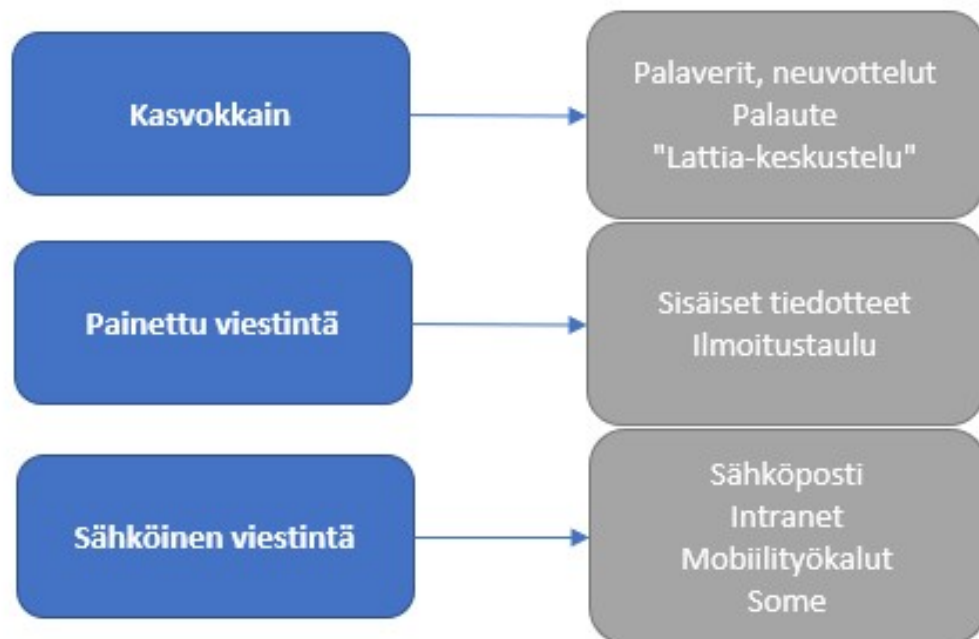 Kasvokkain
Palaverit, neuvottelut
Palaute
"Lattia-keskustelu"
Painettu viestintä
Sisäiset tiedotteet
Ilmoitustaulu
Sähköinen viestintä
Sähköposti
Intranet
Mobiilityökalut
Some